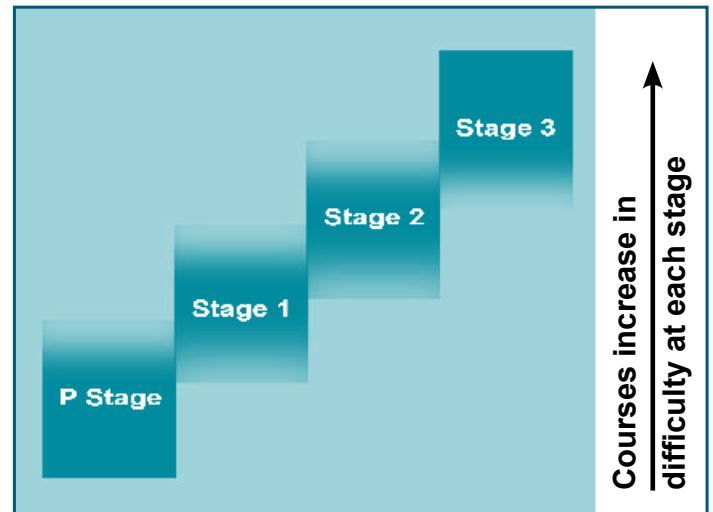 Stage 3
Stage 2
Stage 1
P Stage
Courses increase in
difficulty at each stage